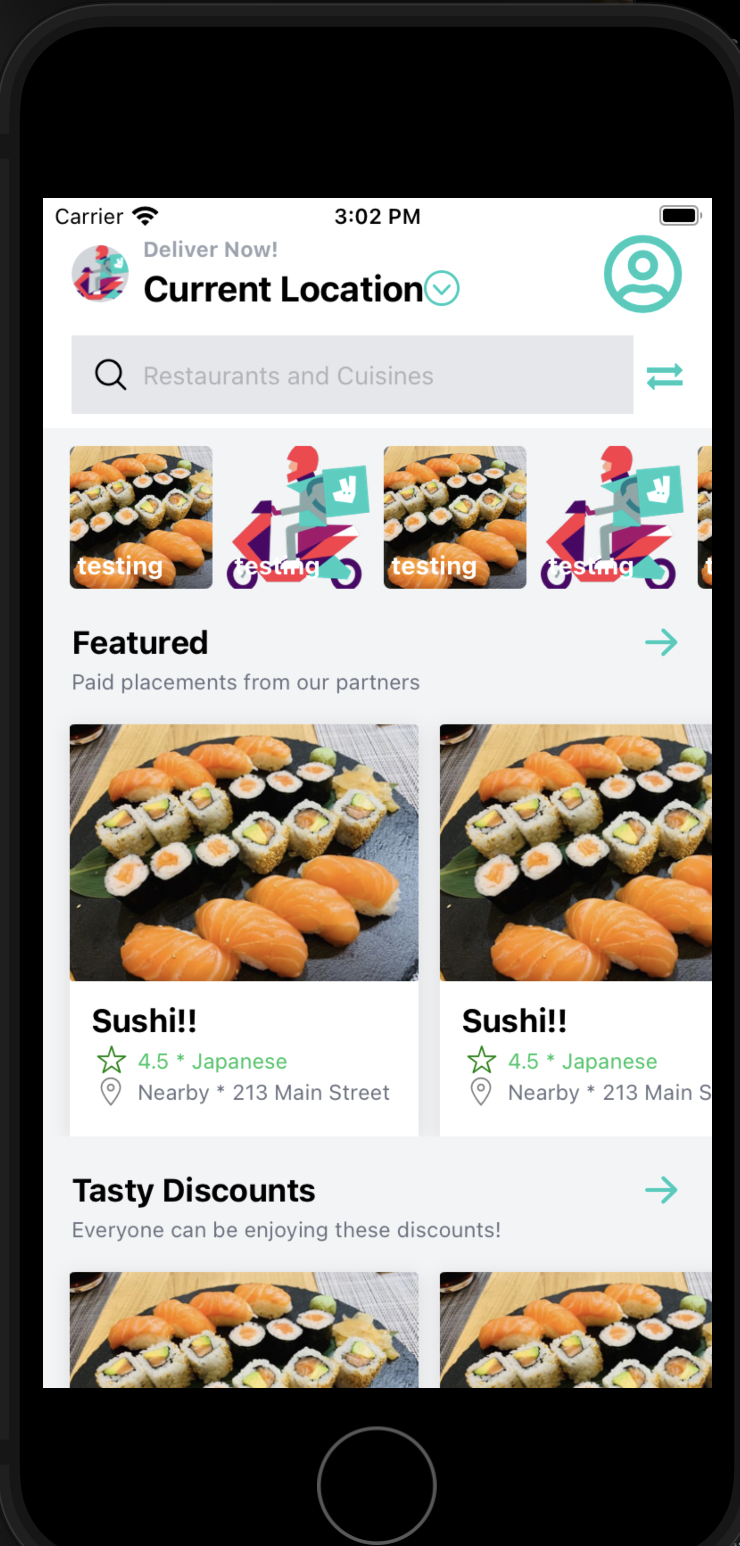 Carrier 3:02 PM
Deliver Now!
Current Location
Restaurants and Cuisines
testing testing testing testing
Featured
Paid placements from our partners
Sushi!! Sushi!!
4.5 * Japanese 4.5 * Japanese
Nearby * 213 Main Street Nearby * 213 Main S
Tasty Discounts
Everyone can be enjoying these discounts!